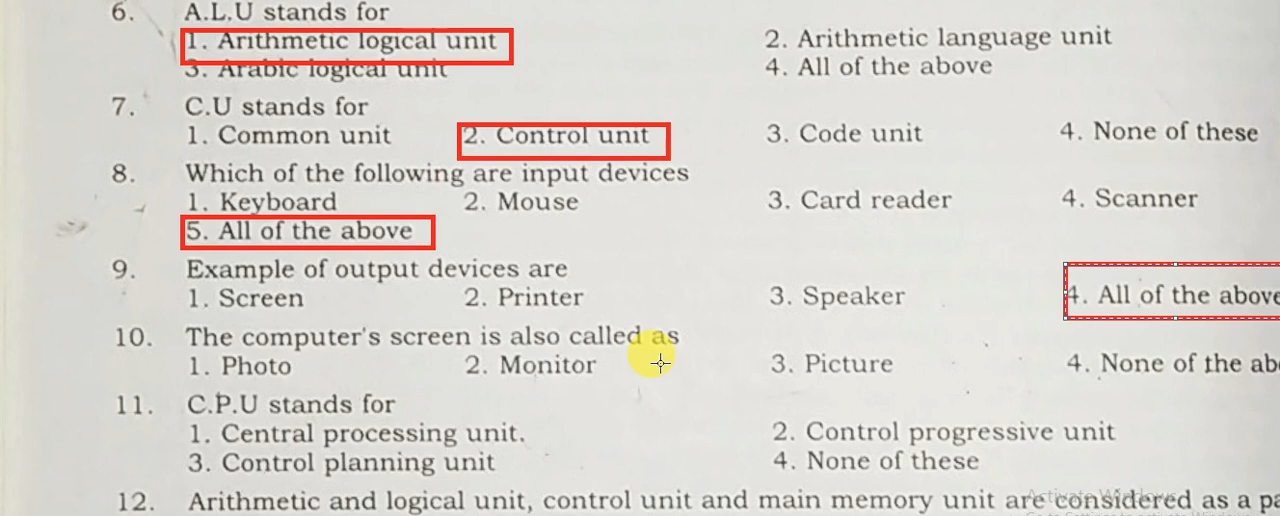 6. A.L.U stands for
1. Arithmetic logical unit 2. Arithmetic language unit
3. Arabic logical unit 4. All of the above
7. C.U stands for
1. Common unit 2. Control unit 3. Code unit 4. None of these
8. Which of the following are input devices
1. Keyboard 2. Mouse 3. Card reader 4. Scanner
5. All of the above
9. Example of output devices are
1. Screen 2. Printer 3. Speaker 4. All of the above
10. The computer's screen is also called as
1. Photo 2. Monitor 3. Picture 4. None of the ab
11. C.P.U stands for
1. Central processing unit. 2. Control progressive unit
3. Control planning unit 4. None of these
12. Arithmetic and logical unit, control unit and main memory unit are considered as a pa
Activate Windows